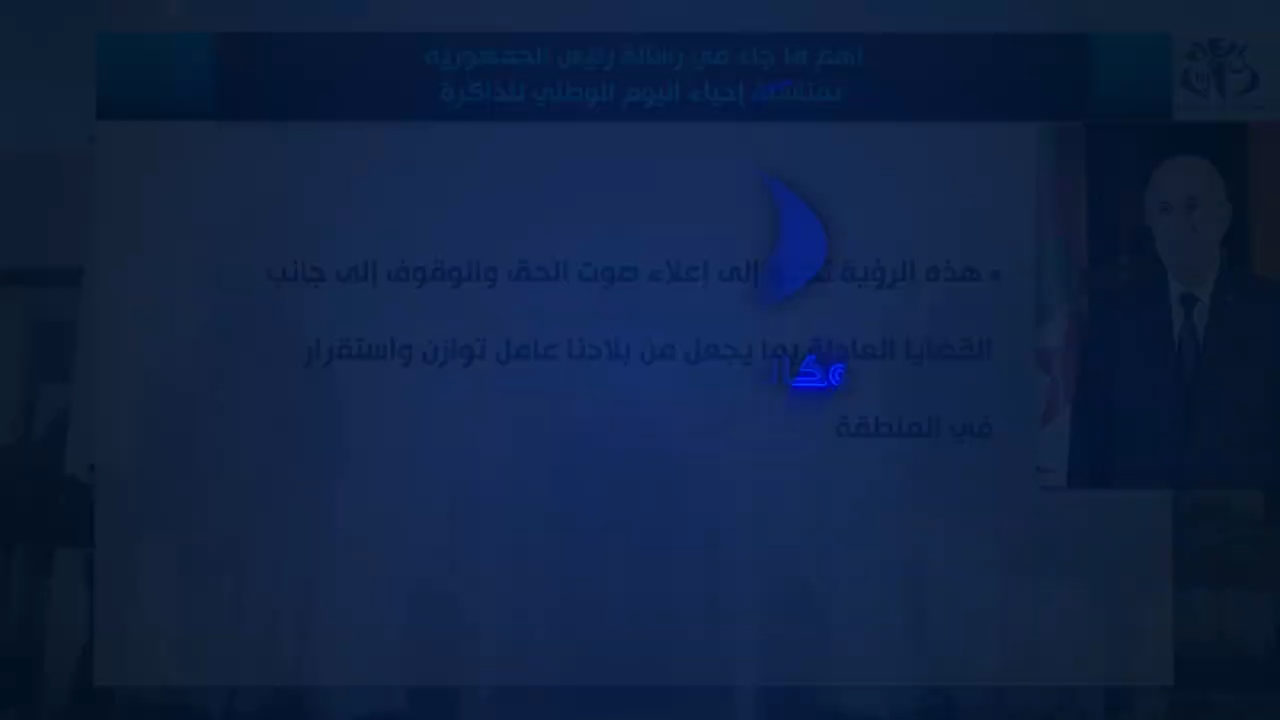 أهم ما جاء في رسالة رئيس الجمهورية
بمناسبة إحياء اليوم الوطني للذاكرة
• هذه الرؤية إلى إعلاء صوت الحق والوقوف إلى جانب
القضايا العادلة بما يجعل من بلادنا عامل توازن واستقرار
في المنطقة